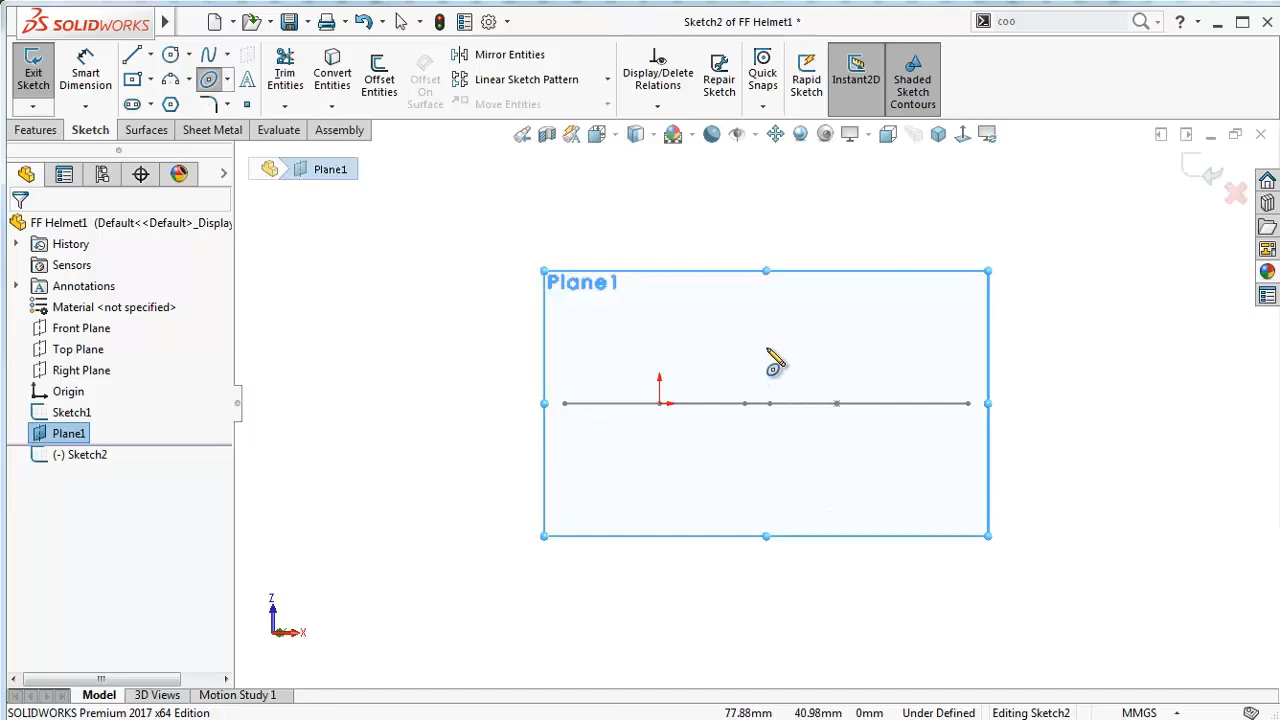 SOLIDWORKS
Sketch2 of FF Helmet1 *
coo
?
Exit Sketch
Smart Dimension
Trim Entities
Convert Entities
Offset Entities
Offset On Surface
Mirror Entities
Linear Sketch Pattern
Move Entities
Display/Delete Relations
Repair Sketch
Quick Snaps
Rapid Sketch
Instant2D
Shaded Sketch Contours
Features
Sketch
Surfaces
Sheet Metal
Evaluate
Assembly
Plane1
FF Helmet1 (Default<<Default>_Display
History
Sensors
Annotations
Material <not specified>
Front Plane
Top Plane
Right Plane
Origin
Sketch1
Plane1
(-) Sketch2
Plane1
Z
X
Model
3D Views
Motion Study 1
SOLIDWORKS Premium 2017 x64 Edition
77.88mm
40.98mm
0mm
Under Defined
Editing Sketch2
MMGS